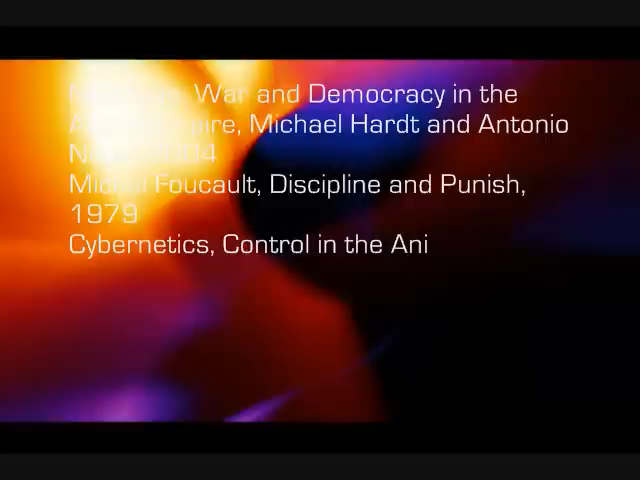 War and Democracy in the
Michael Hardt and Antonio
Michel Foucault, Discipline and Punish,
1979
Cybernetics, Control in the Ani